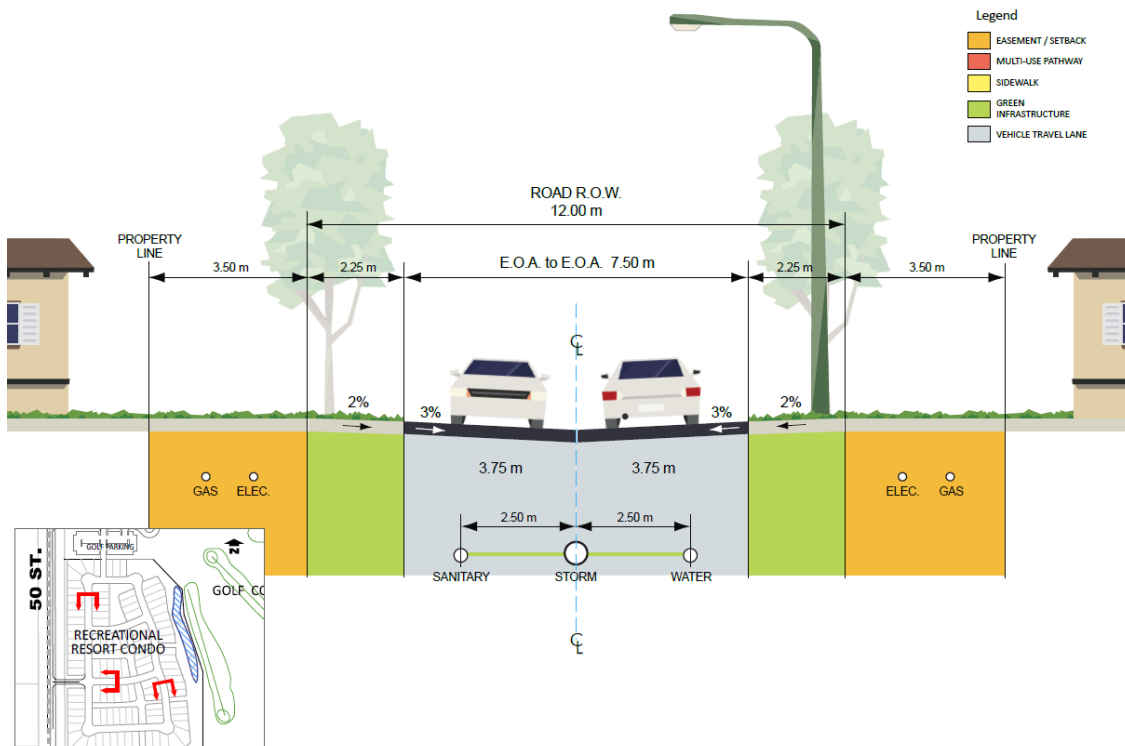 Legend
EASEMENT / SETBACK
MULTI-USE PATHWAY
SIDEWALK
GREEN
INFRASTRUCTURE
VEHICLE TRAVEL LANE
ROAD R.O.W.
12.00 m
PROPERTY
LINE
3.50 m
2.25 m
E.O.A. to E.O.A. 7.50 m
2.25 m
3.50 m
PROPERTY
LINE
℄
2%
3%
3%
2%
3.75 m
3.75 m
GAS
ELEC.
ELEC.
GAS
2.50 m
2.50 m
SANITARY
STORM
WATER
℄
50 ST.
GOLF PARKING
N
GOLF CO
RECREATIONAL
RESORT CONDO